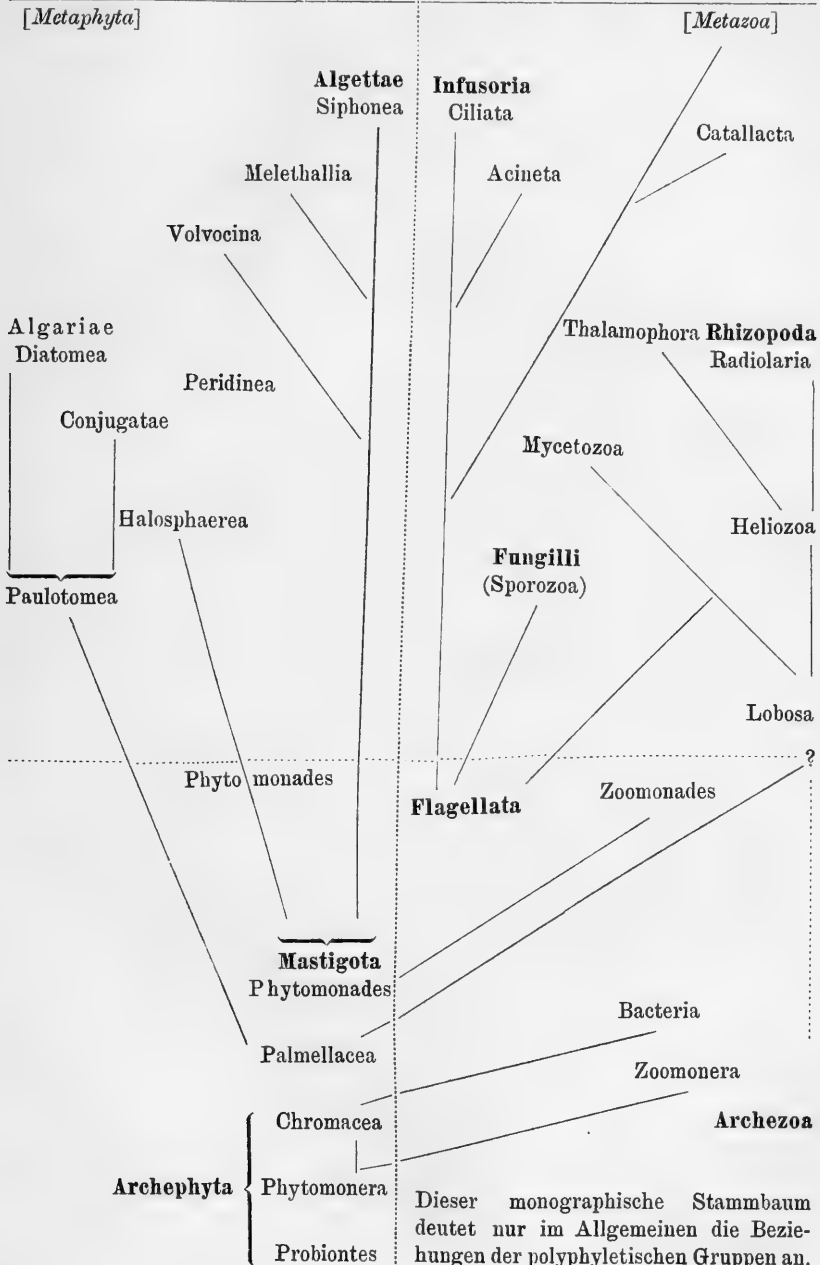 [Metaphyta] [Metazoa]
Algettae Infusoria
Siphonea Ciliata
Catallacta
Melethallia Acineta
Volvocina
Algariae Thalamophora Rhizopoda
Diatomea Radiolaria
Peridinea
Conjugatae
Mycetozoa
Halosphaerea Heliozoa
Fungilli
(Sporozoa)
Paulotomea
Lobosa
?
Phytomonades Zoomonades
Flagellata
Mastigota
Phytomonades
Bacteria
Palmellacea
Zoomonera
Chromacea Archezoa
Archephyta Phytomonera
Dieser monographische Stammbaum
deutet nur im Allgemeinen die Bezie-
Probiontes hungen der polyphyletischen Gruppen an.